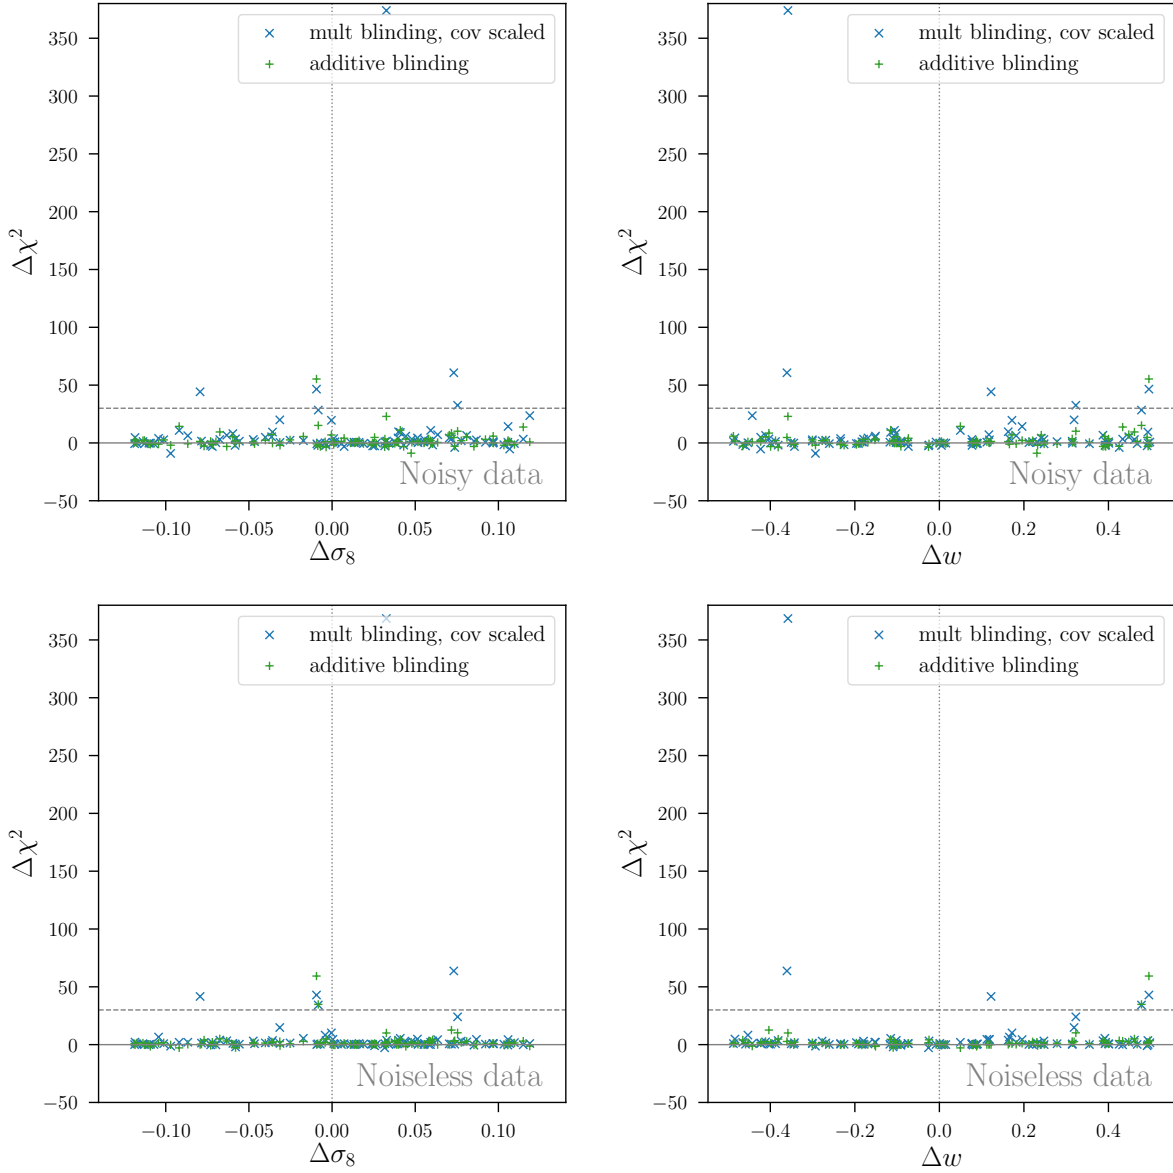 350
300
250
200
150
100
50
0
−50
Δχ²
mult blinding, cov scaled
additive blinding
Noisy data
−0.10 −0.05 0.00 0.05 0.10
Δσ₈
350
300
250
200
150
100
50
0
−50
Δχ²
mult blinding, cov scaled
additive blinding
Noisy data
−0.4 −0.2 0.0 0.2 0.4
Δw
350
300
250
200
150
100
50
0
−50
Δχ²
mult blinding, cov scaled
additive blinding
Noiseless data
−0.10 −0.05 0.00 0.05 0.10
Δσ₈
350
300
250
200
150
100
50
0
−50
Δχ²
mult blinding, cov scaled
additive blinding
Noiseless data
−0.4 −0.2 0.0 0.2 0.4
Δw